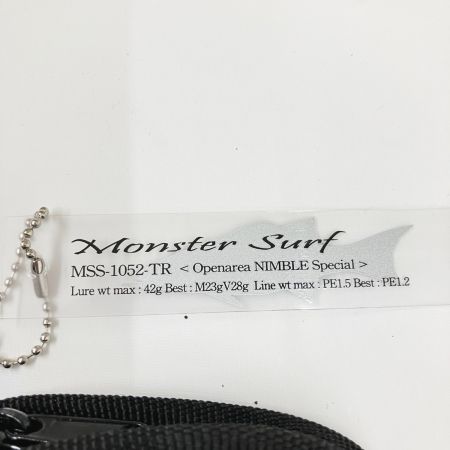 Monster Surf
MSS-1052-TR < Openarea NIMBLE Special >
Lure wt max : 42g Best : M23gV28g Line wt max : PE1.5 Best : PE1.2